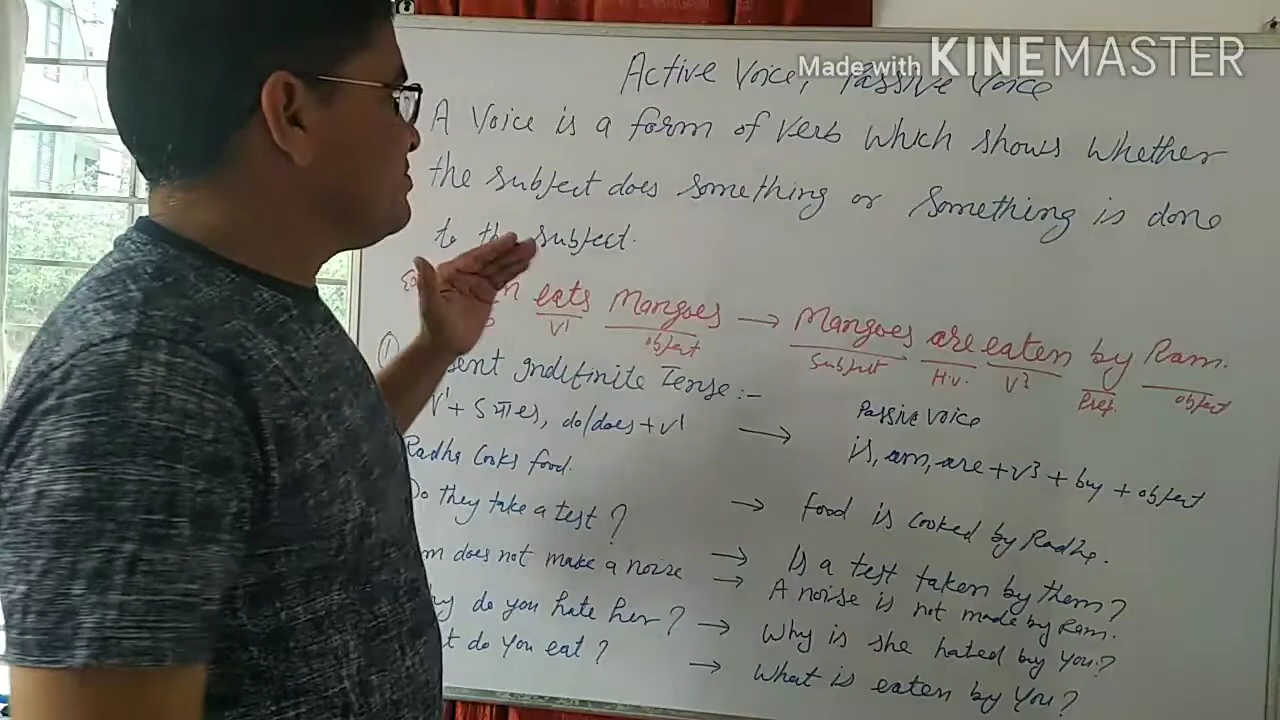 Made with KINEMASTER
Active Voice, Passive Voice
A Voice is a form of verb which shows whether
the subject does something or something is done
to the subject.
eats Mangoes → Mangoes are eaten by Ram.
V¹ object Subject H.V. V³ Prep. object
① Indefinite Tense:-
V¹ + S या es, do/does + V¹ → Passive voice
is, am, are + V³ + buy + object
Radha Cooks food.
→ Food is cooked by Radha.
Do they take a test ?
→ Is a test taken by them?
does not make a noise → A noise is not made by Ram.
do you hate her? → Why is she hated by you?
do you eat ? → What is eaten by you?